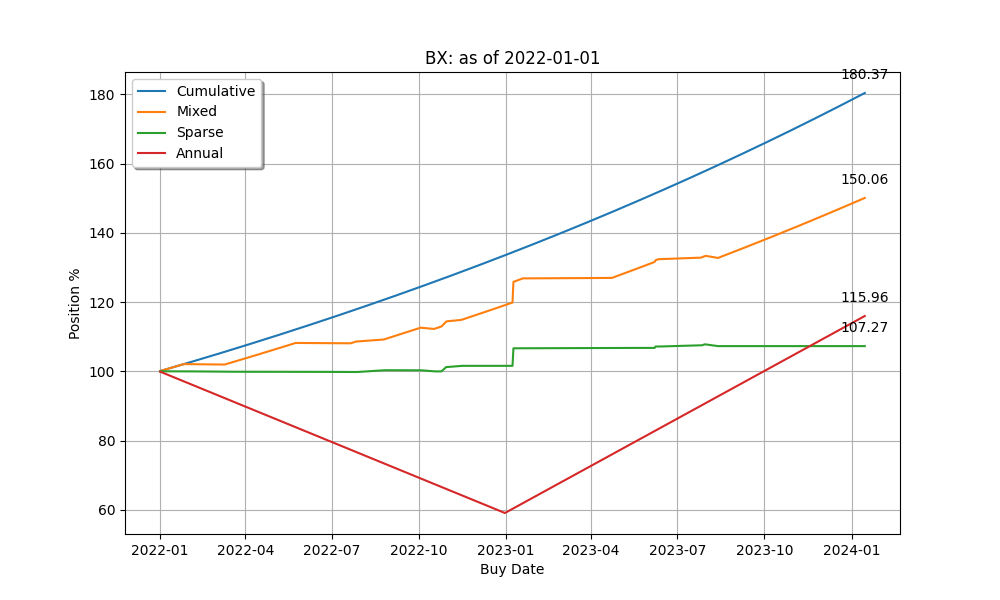 BX: as of 2022-01-01
Cumulative
Mixed
Sparse
Annual
180.37
150.06
115.96
107.27
180
160
140
120
100
80
60
Position %
2022-01 2022-04 2022-07 2022-10 2023-01 2023-04 2023-07 2023-10 2024-01
Buy Date